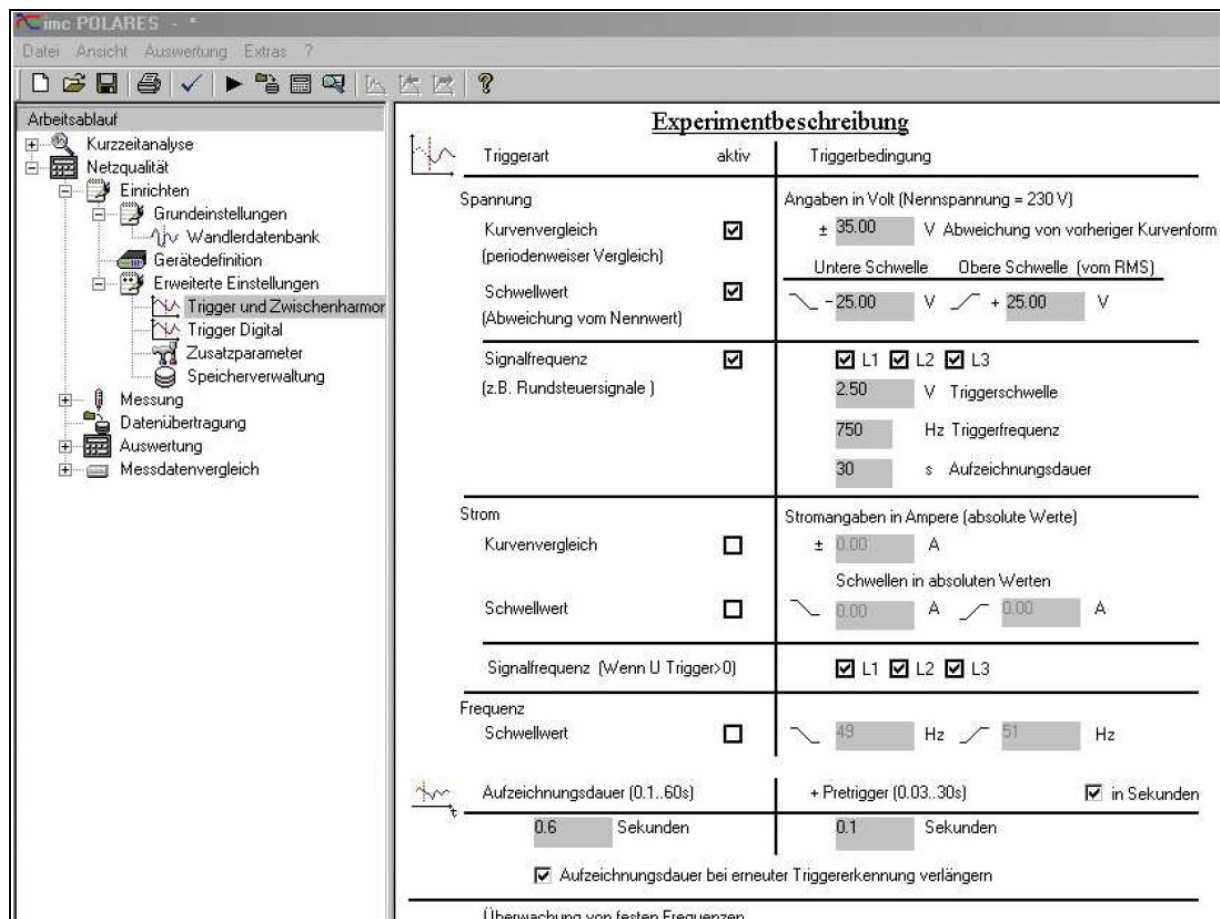 imc POLARES - *
Datei Ansicht Auswertung Extras ?
Arbeitsablauf
Kurzzeitanalyse
Netzqualität
Einrichten
Grundeinstellungen
Wandlerdatenbank
Gerätedefinition
Erweiterte Einstellungen
Trigger und Zwischenharmor
Trigger Digital
Zusatzparameter
Speicherverwaltung
Messung
Datenübertragung
Auswertung
Messdatenvergleich
Experimentbeschreibung
Triggerart aktiv Triggerbedingung
Spannung Angaben in Volt (Nennspannung = 230 V)
Kurvenvergleich ± 35.00 V Abweichung von vorheriger Kurvenform
(periodenweiser Vergleich)
Untere Schwelle Obere Schwelle (vom RMS)
Schwellwert - 25.00 V + 25.00 V
(Abweichung vom Nennwert)
Signalfrequenz L1 L2 L3
(z.B. Rundsteuersignale ) 2.50 V Triggerschwelle
750 Hz Triggerfrequenz
30 s Aufzeichnungsdauer
Strom Stromangaben in Ampere (absolute Werte)
Kurvenvergleich ± 0.00 A
Schwellen in absoluten Werten
Schwellwert 0.00 A 0.00 A
Signalfrequenz (Wenn U Trigger>0) L1 L2 L3
Frequenz
Schwellwert 49 Hz 51 Hz
Aufzeichnungsdauer (0.1..60s) + Pretrigger (0.03..30s) in Sekunden
t
0.6 Sekunden 0.1 Sekunden
Aufzeichnungsdauer bei erneuter Triggererkennung verlängern
Überwachung von festen Frequenzen